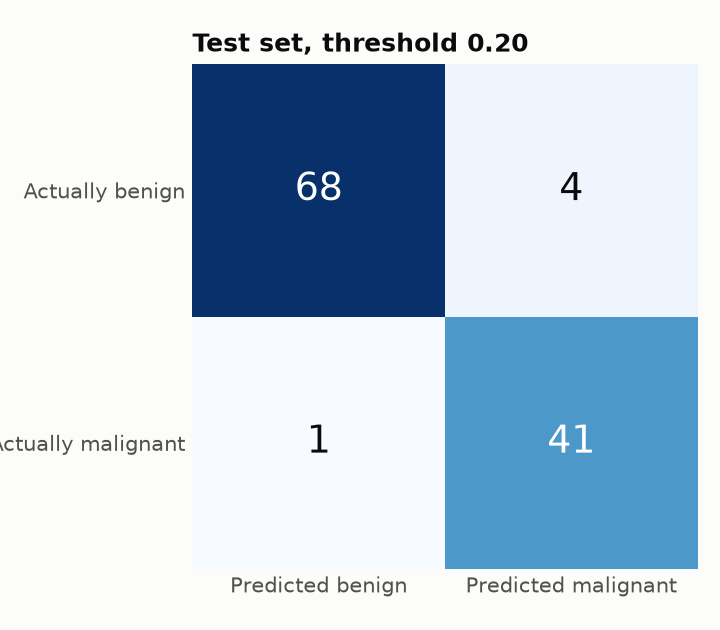 Test set, threshold 0.20
Actually benign
68
4
Actually malignant
1
41
Predicted benign
Predicted malignant